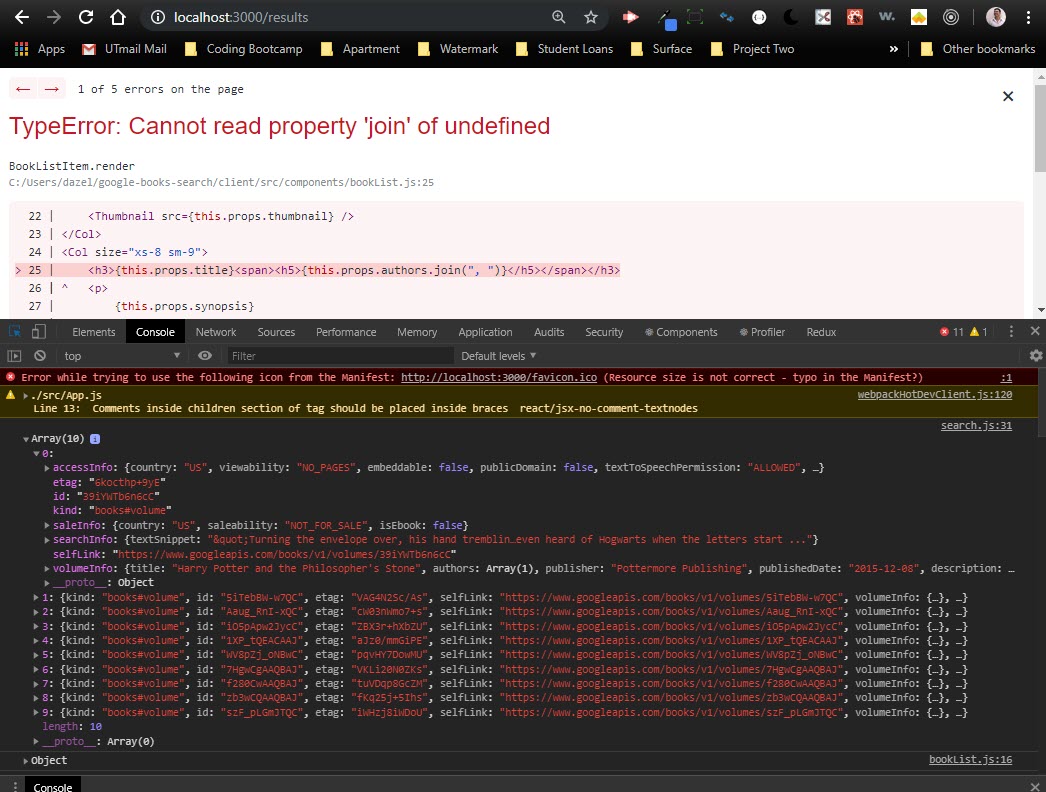 localhost:3000/results
Apps UTmail Mail Coding Bootcamp Apartment Watermark Student Loans Surface Project Two » Other bookmarks
← → 1 of 5 errors on the page
TypeError: Cannot read property 'join' of undefined
BookListItem.render
C:/Users/dazel/google-books-search/client/src/components/bookList.js:25
22 | <Thumbnail src={this.props.thumbnail} />
23 | </Col>
24 | <Col size="xs-8 sm-9">
> 25 | <h3>{this.props.title}<span><h5>{this.props.authors.join(", ")}</h5></span></h3>
26 | ^ <p>
27 | {this.props.synopsis}
Elements Console Network Sources Performance Memory Application Audits Security Components Profiler Redux 11 1
top Filter Default levels
Error while trying to use the following icon from the Manifest: http://localhost:3000/favicon.ico (Resource size is not correct - typo in the Manifest?) :1
./src/App.js webpackHotDevClient.js:120
Line 13: Comments inside children section of tag should be placed inside braces react/jsx-no-comment-textnodes
search.js:31
Array(10) i
0:
accessInfo: {country: "US", viewability: "NO_PAGES", embeddable: false, publicDomain: false, textToSpeechPermission: "ALLOWED", …}
etag: "6kocthp+9yE"
id: "39iYWTb6n6cC"
kind: "books#volume"
saleInfo: {country: "US", saleability: "NOT_FOR_SALE", isEbook: false}
searchInfo: {textSnippet: "&quot;Turning the envelope over, his hand tremblin…even heard of Hogwarts when the letters start ..."}
selfLink: "https://www.googleapis.com/books/v1/volumes/39iYWTb6n6cC"
volumeInfo: {title: "Harry Potter and the Philosopher's Stone", authors: Array(1), publisher: "Pottermore Publishing", publishedDate: "2015-12-08", description: …
__proto__: Object
1: {kind: "books#volume", id: "5iTebBW-w7QC", etag: "VAG4N2Sc/As", selfLink: "https://www.googleapis.com/books/v1/volumes/5iTebBW-w7QC", volumeInfo: {…}, …}
2: {kind: "books#volume", id: "Aaug_RnI-xQC", etag: "cW03nWmo7+s", selfLink: "https://www.googleapis.com/books/v1/volumes/Aaug_RnI-xQC", volumeInfo: {…}, …}
3: {kind: "books#volume", id: "iO5pApw2JycC", etag: "ZBX3r+hXbZU", selfLink: "https://www.googleapis.com/books/v1/volumes/iO5pApw2JycC", volumeInfo: {…}, …}
4: {kind: "books#volume", id: "1XP_tQEACAAJ", etag: "aJz0/mmGiPE", selfLink: "https://www.googleapis.com/books/v1/volumes/1XP_tQEACAAJ", volumeInfo: {…}, …}
5: {kind: "books#volume", id: "WV8pZj_oNBwC", etag: "pqvHY7DowMU", selfLink: "https://www.googleapis.com/books/v1/volumes/WV8pZj_oNBwC", volumeInfo: {…}, …}
6: {kind: "books#volume", id: "7HgwCgAAQBAJ", etag: "VKLi20N0ZKs", selfLink: "https://www.googleapis.com/books/v1/volumes/7HgwCgAAQBAJ", volumeInfo: {…}, …}
7: {kind: "books#volume", id: "f280CwAAQBAJ", etag: "tuVDqp8GcZM", selfLink: "https://www.googleapis.com/books/v1/volumes/f280CwAAQBAJ", volumeInfo: {…}, …}
8: {kind: "books#volume", id: "zb3wCQAAQBAJ", etag: "fKq25j+5Ihs", selfLink: "https://www.googleapis.com/books/v1/volumes/zb3wCQAAQBAJ", volumeInfo: {…}, …}
9: {kind: "books#volume", id: "szF_pLGmJTQC", etag: "iWHzj8iWDoU", selfLink: "https://www.googleapis.com/books/v1/volumes/szF_pLGmJTQC", volumeInfo: {…}, …}
length: 10
__proto__: Array(0)
Object bookList.js:16
Console